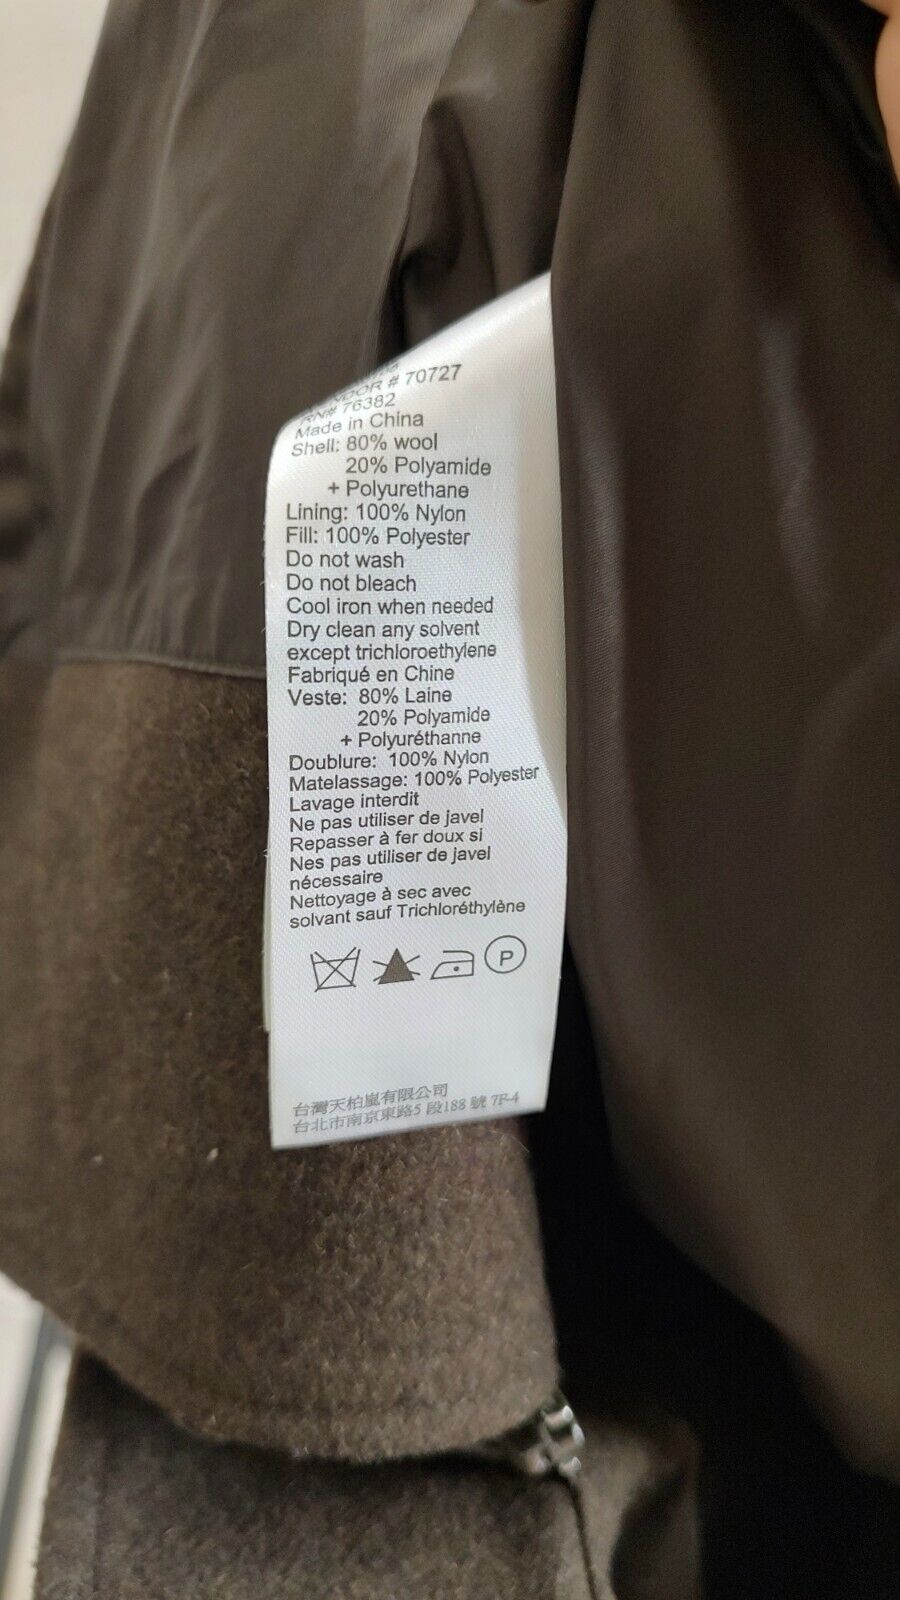 # 70727
RN# 76382
Made in China
Shell: 80% wool
20% Polyamide
+ Polyurethane
Lining: 100% Nylon
Fill: 100% Polyester
Do not wash
Do not bleach
Cool iron when needed
Dry clean any solvent
except trichloroethylene
Fabriqué en Chine
Veste: 80% Laine
20% Polyamide
+ Polyuréthanne
Doublure: 100% Nylon
Matelassage: 100% Polyester
Lavage interdit
Ne pas utiliser de javel
Repasser à fer doux si
Nes pas utiliser de javel
nécessaire
Nettoyage à sec avec
solvant sauf Trichloréthylène
P
台灣天柏嵐有限公司
台北市南京東路5 段188 號 7F-4